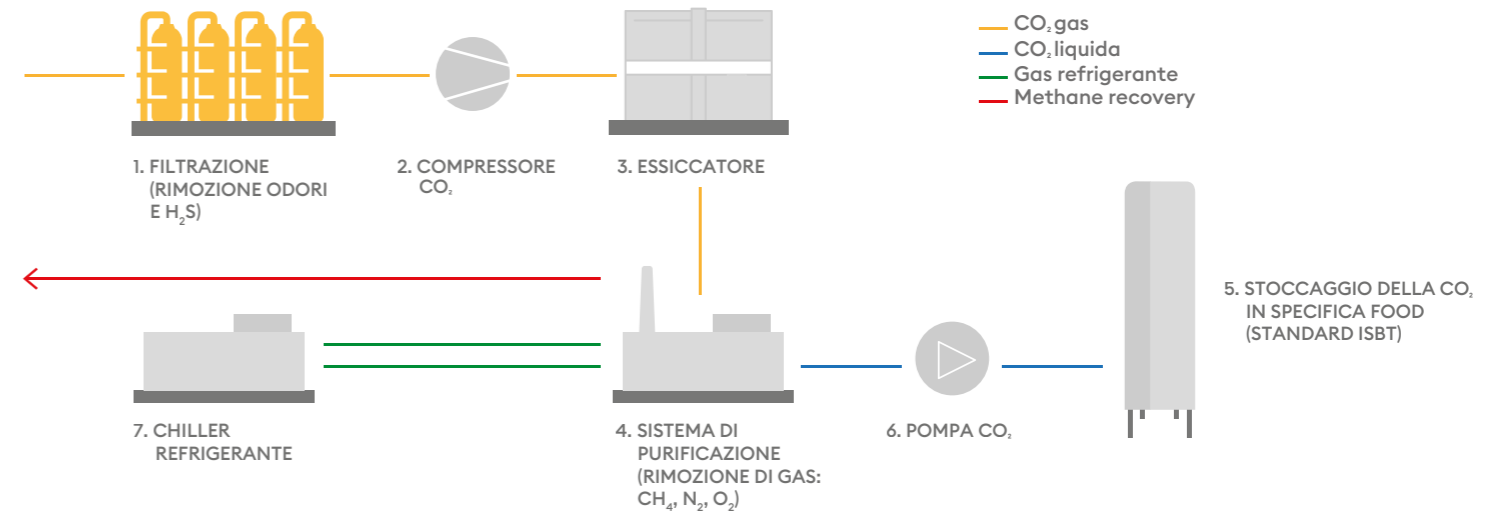 CO₂ gas
CO₂ liquida
Gas refrigerante
Methane recovery
1. FILTRAZIONE
(RIMOZIONE ODORI
E H₂S)
2. COMPRESSORE
CO₂
3. ESSICCATORE
5. STOCCAGGIO DELLA CO₂
IN SPECIFICA FOOD
(STANDARD ISBT)
7. CHILLER
REFRIGERANTE
4. SISTEMA DI
PURIFICAZIONE
(RIMOZIONE DI GAS:
CH₄, N₂, O₂)
6. POMPA CO₂